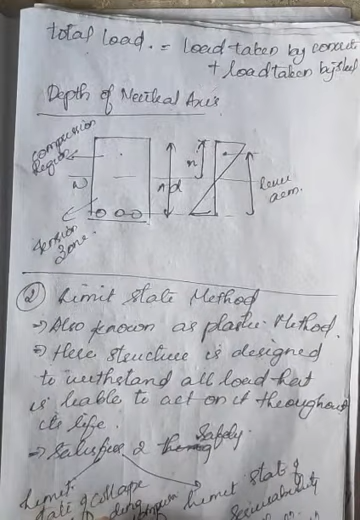 total Load. = Load taken by concrete
+ load taken by steel
Depth of Neutral Axis
compression
Region
N
n
d
n
lever
arm.
Tension
Zone
② Limit State Method
→ Also known as plastic Method.
→ Here structure is designed
to withstand all load that
is leable to act on it throughout
its life.
→ Satisfies 2
Safety
Limit
State of collapse
Limit State of
Serviceability